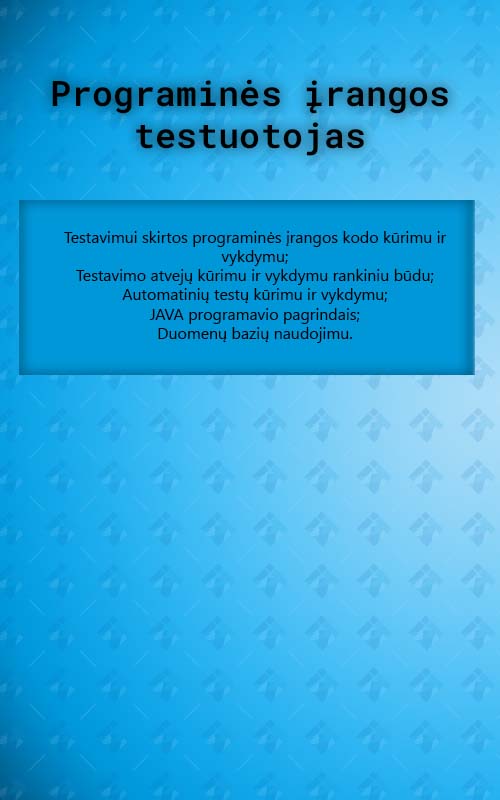 Programinės įrangos
testuotojas
Testavimui skirtos programinės įrangos kodo kūrimu ir
vykdymu;
Testavimo atvejų kūrimu ir vykdymu rankiniu būdu;
Automatinių testų kūrimu ir vykdymu;
JAVA programavio pagrindais;
Duomenų bazių naudojimu.